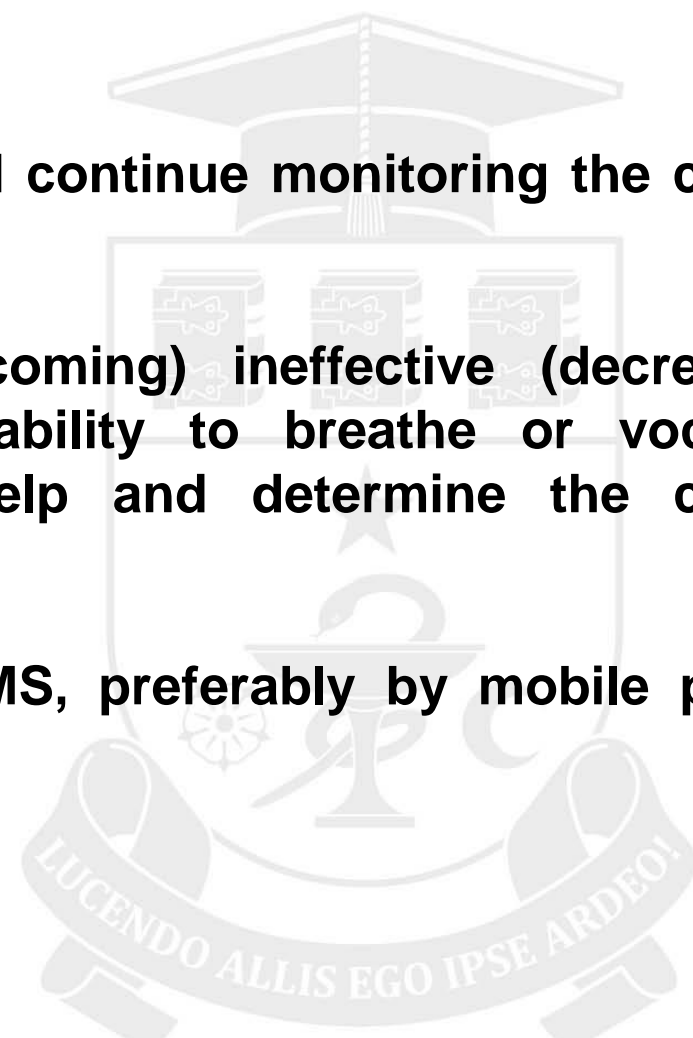 continue monitoring the
coming) ineffective (decre
ability to breathe or voc
elp and determine the
MS, preferably by mobile p
LUCENDO ALLIS EGO IPSE ARDEO!